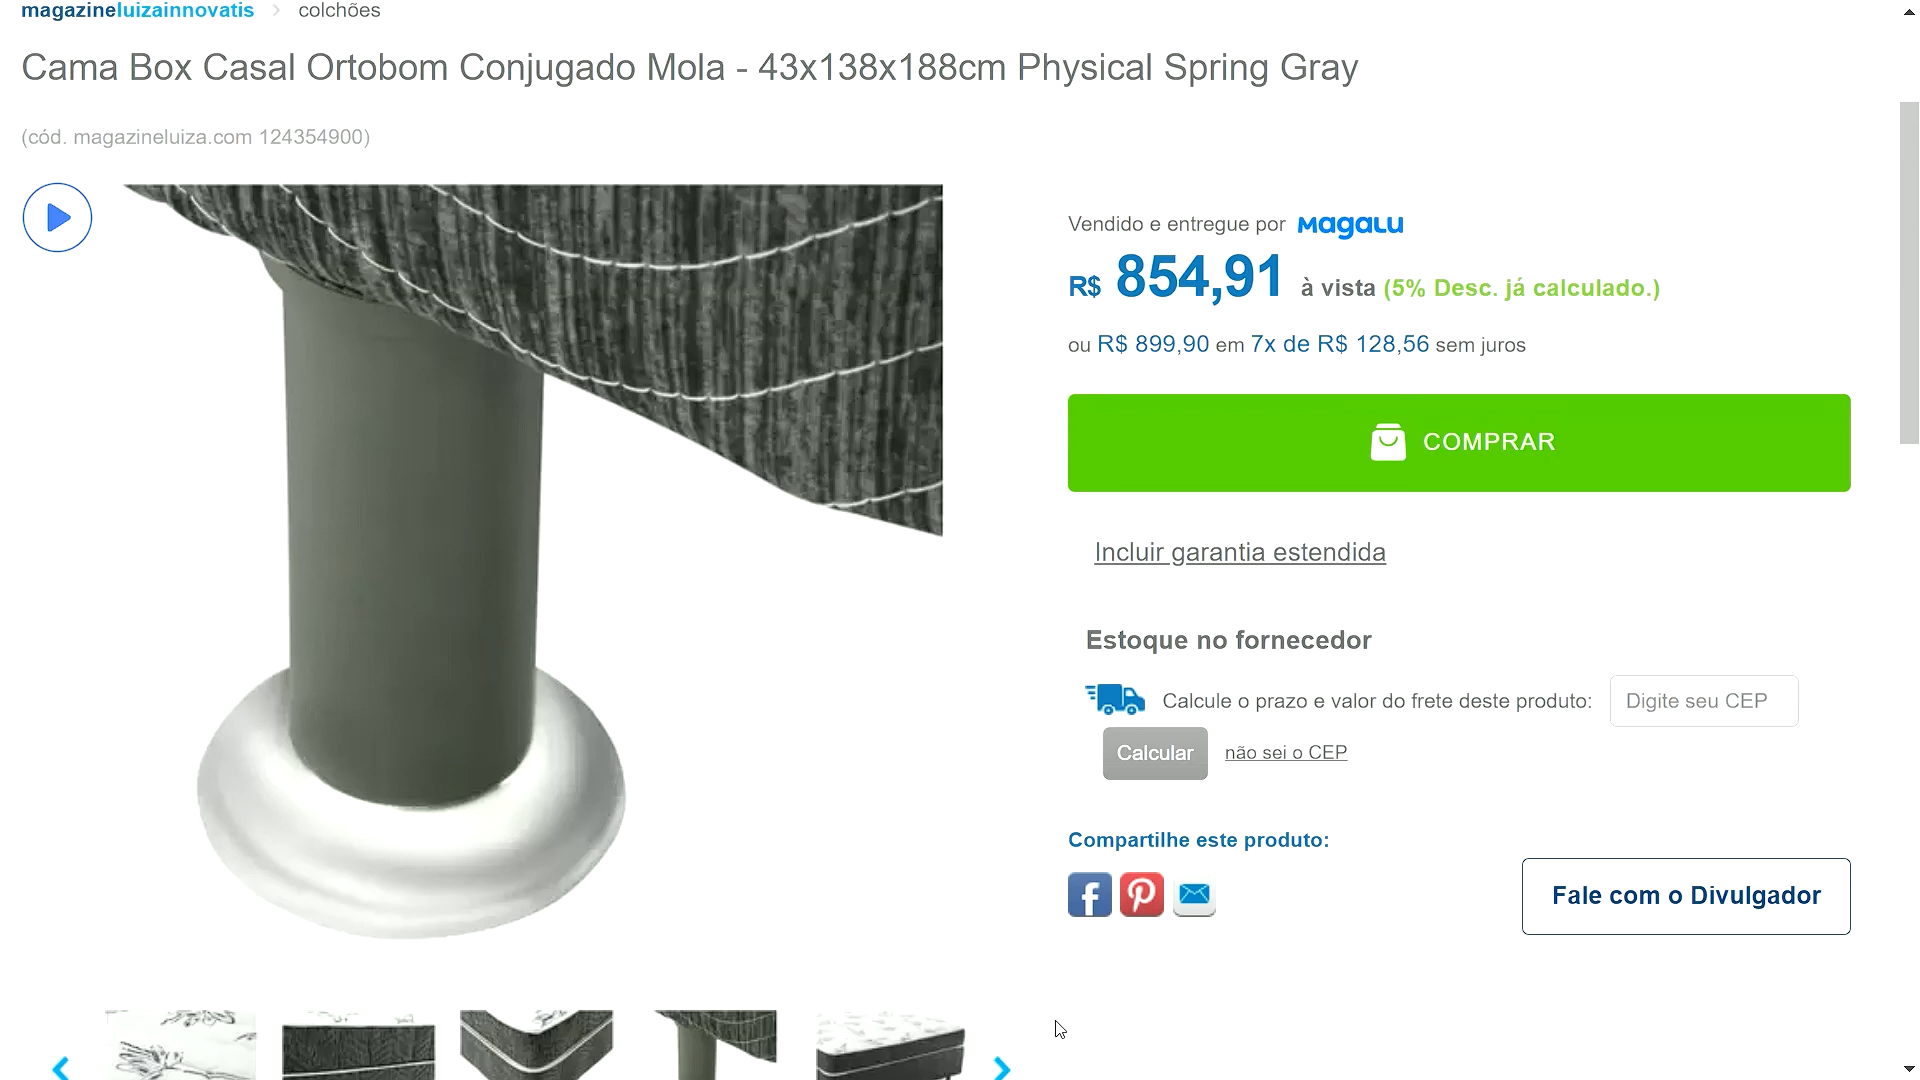 magazineluizainnovatis > colchões
Cama Box Casal Ortobom Conjugado Mola - 43x138x188cm Physical Spring Gray
(cód. magazineluiza.com 124354900)
Vendido e entregue por Magalu
R$ 854,91 à vista (5% Desc. já calculado.)
ou R$ 899,90 em 7x de R$ 128,56 sem juros
COMPRAR
Incluir garantia estendida
Estoque no fornecedor
Calcule o prazo e valor do frete deste produto: Digite seu CEP
Calcular não sei o CEP
Compartilhe este produto:
Fale com o Divulgador